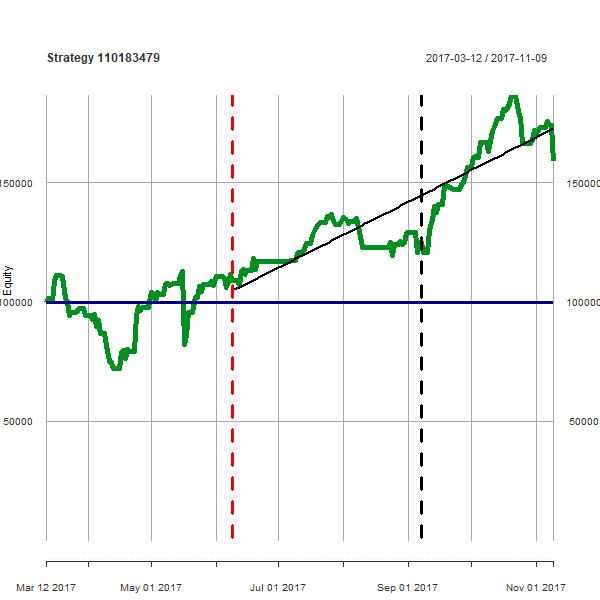 Strategy 110183479
2017-03-12 / 2017-11-09
150000
150000
Equity
100000
100000
50000
50000
Mar 12 2017
May 01 2017
Jul 01 2017
Sep 01 2017
Nov 01 2017